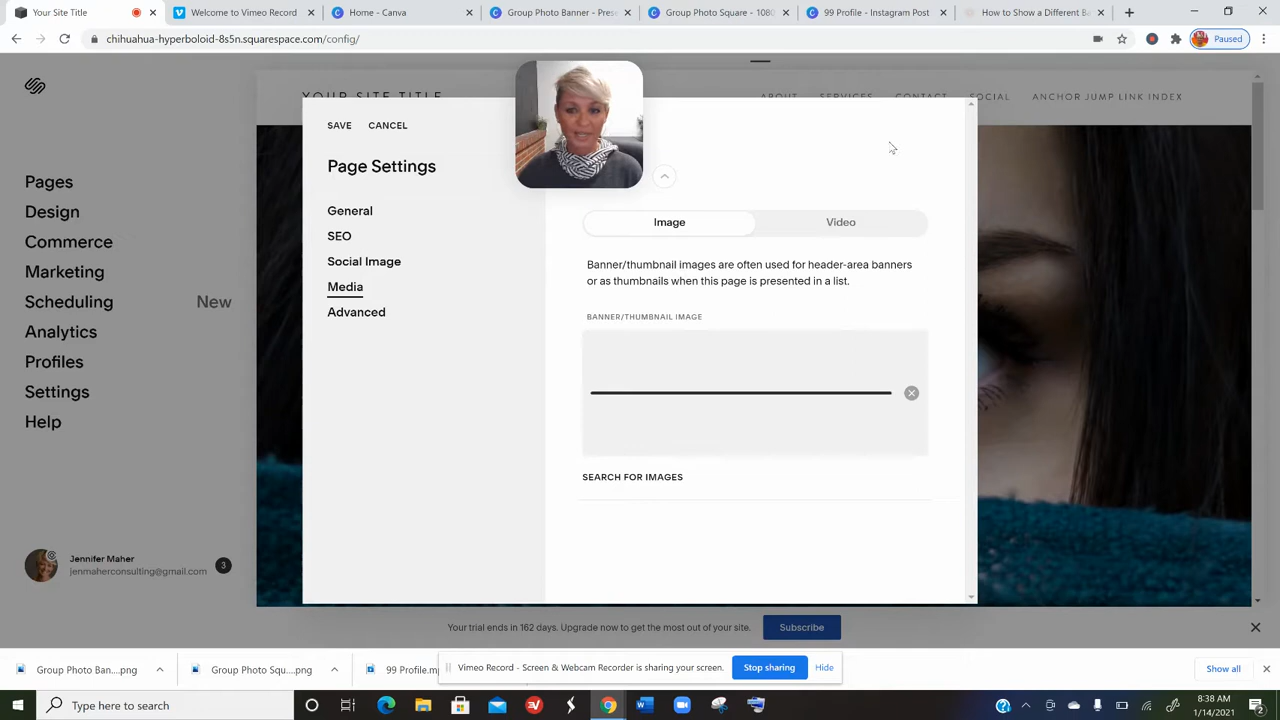 Your Site Title
Welcome to Vimeo Record
Home - Canva
Group Photo Banner - Pres
Group Photo Square - 1080
99 Profile - Instagram Post
How to Show a Different Ba
chihuahua-hyperboloid-8s5n.squarespace.com/config/
Paused
YOUR SITE TITLE
ABOUT SERVICES CONTACT SOCIAL ANCHOR JUMP LINK INDEX
SAVE CANCEL
Page Settings
General
SEO
Social Image
Media
Advanced
Pages
Design
Commerce
Marketing
Scheduling New
Analytics
Profiles
Settings
Help
Image Video
Banner/thumbnail images are often used for header-area banners
or as thumbnails when this page is presented in a list.
BANNER/THUMBNAIL IMAGE
SEARCH FOR IMAGES
Jennifer Maher
jenmaherconsulting@gmail.com
3
Your trial ends in 162 days. Upgrade now to get the most out of your site. Subscribe
Group Photo Ban....png
Group Photo Squ....png
99 Profile.mp
Vimeo Record - Screen & Webcam Recorder is sharing your screen. Stop sharing Hide
Show all
Type here to search
8:38 AM
1/14/2021
2